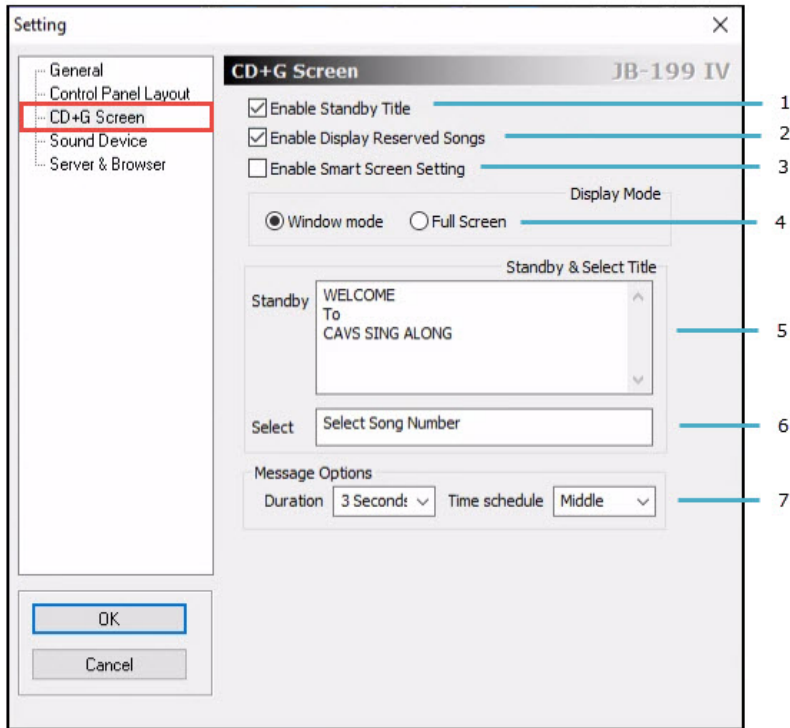 Setting
General
Control Panel Layout
CD+G Screen
Sound Device
Server & Browser
OK
Cancel
CD+G Screen JB-199 IV
Enable Standby Title 1
Enable Display Reserved Songs 2
Enable Smart Screen Setting 3
Display Mode
Window mode Full Screen 4
Standby & Select Title
Standby WELCOME
To
CAVS SING ALONG 5
Select Select Song Number 6
Message Options
Duration 3 Seconds Time schedule Middle 7